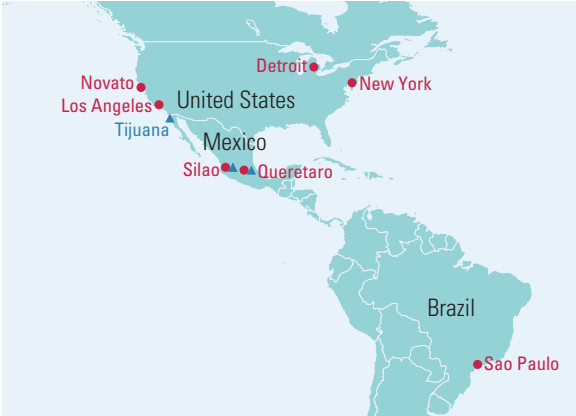 Detroit
Novato
New York
Los Angeles
United States
Tijuana
Mexico
Silao
Queretaro
Brazil
Sao Paulo